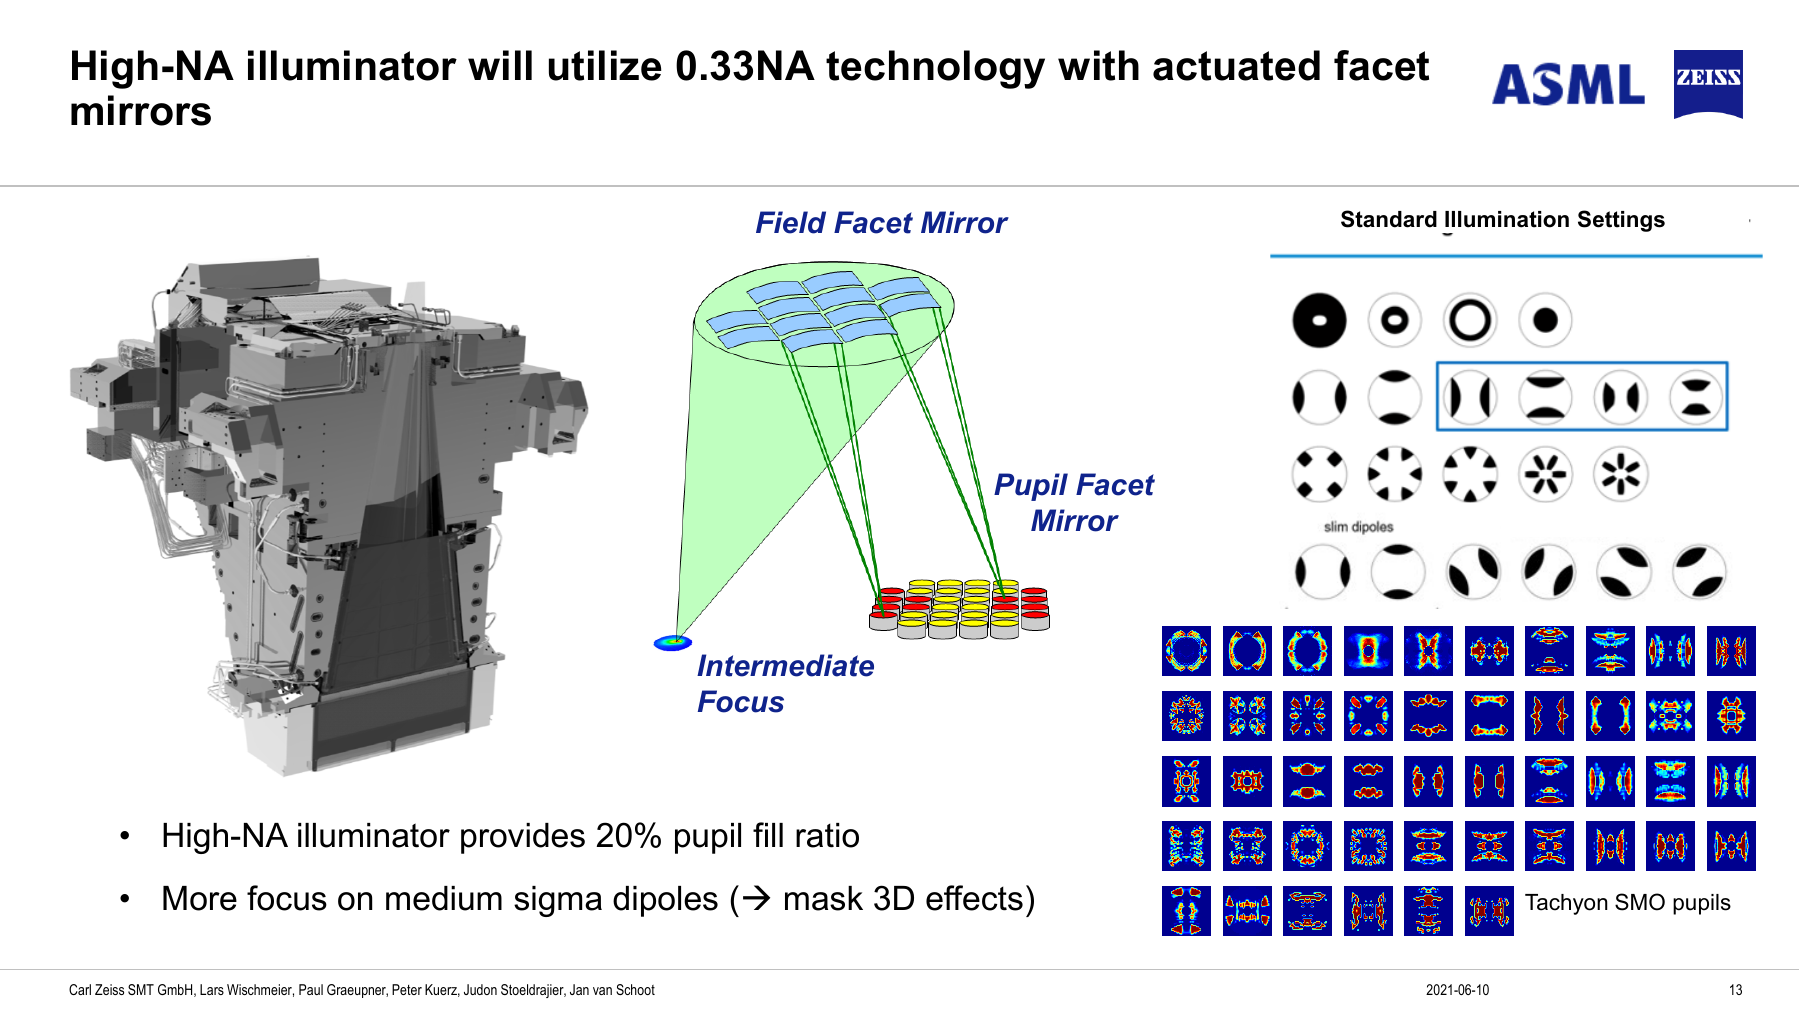 High-NA illuminator will utilize 0.33NA technology with actuated facet
mirrors
ASML
ZEISS
Field Facet Mirror
Pupil Facet
Mirror
Intermediate
Focus
Standard Illumination Settings
slim dipoles
Tachyon SMO pupils
• High-NA illuminator provides 20% pupil fill ratio
• More focus on medium sigma dipoles (→ mask 3D effects)
Carl Zeiss SMT GmbH, Lars Wischmeier, Paul Graeupner, Peter Kuerz, Judon Stoeldrajier, Jan van Schoot
2021-06-10
13